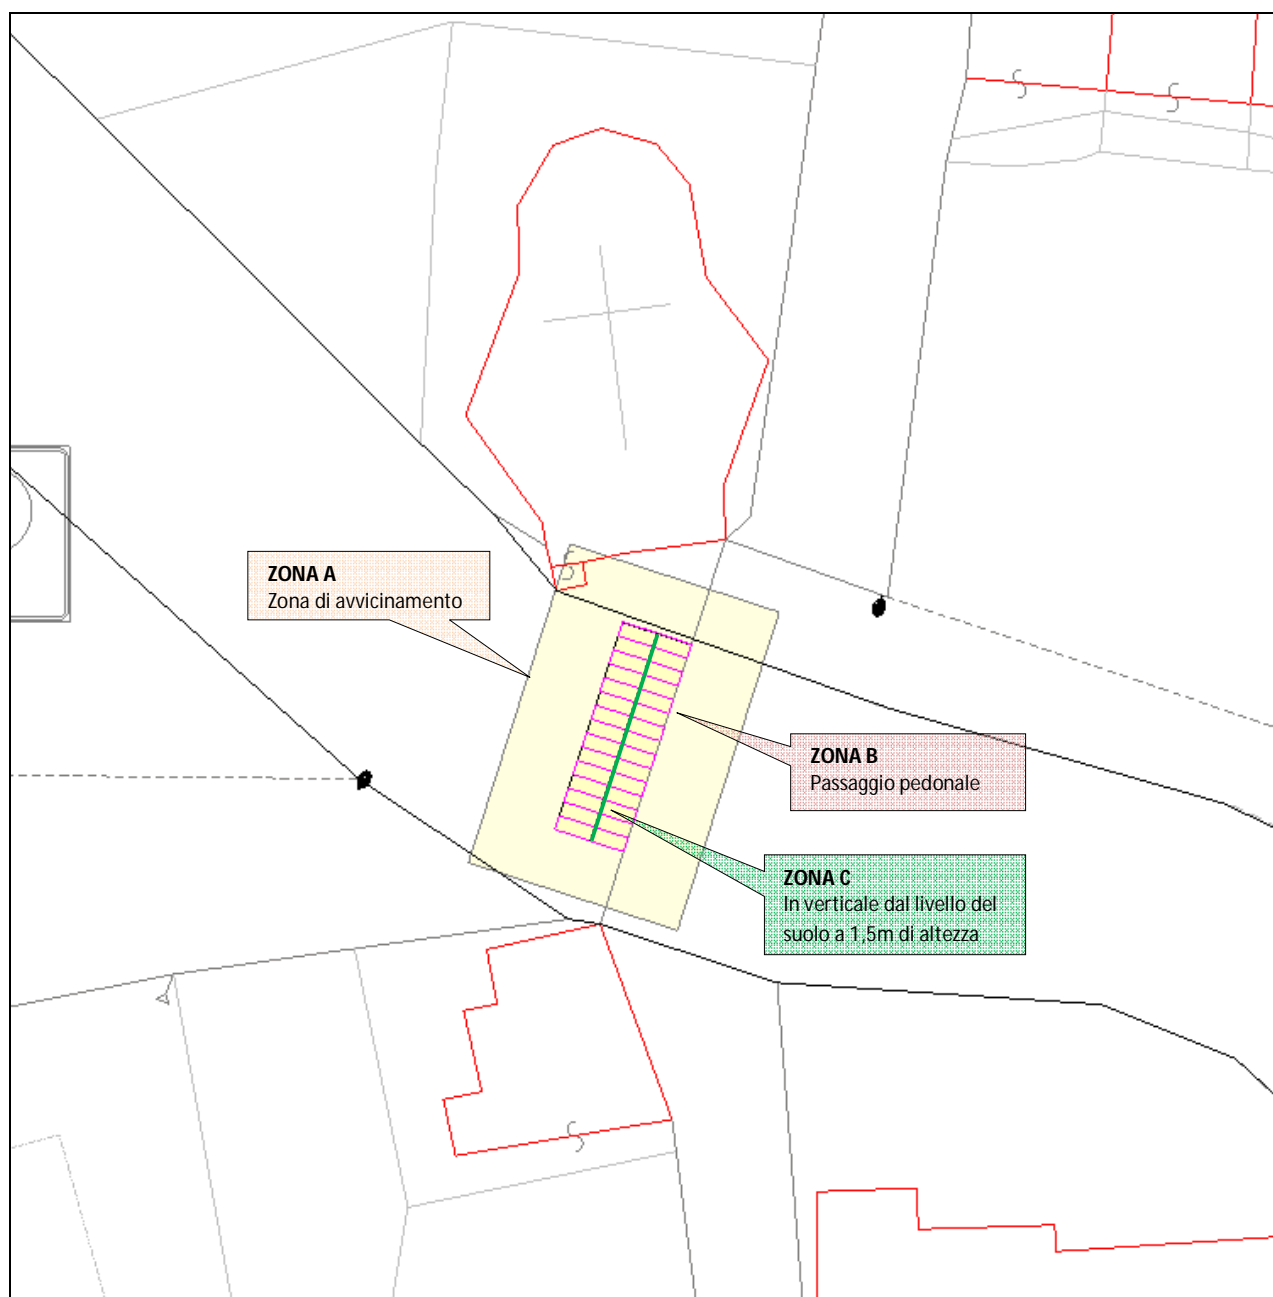 ZONA A
Zona di avvicinamento
ZONA B
Passaggio pedonale
ZONA C
In verticale dal livello del
suolo a 1,5m di altezza